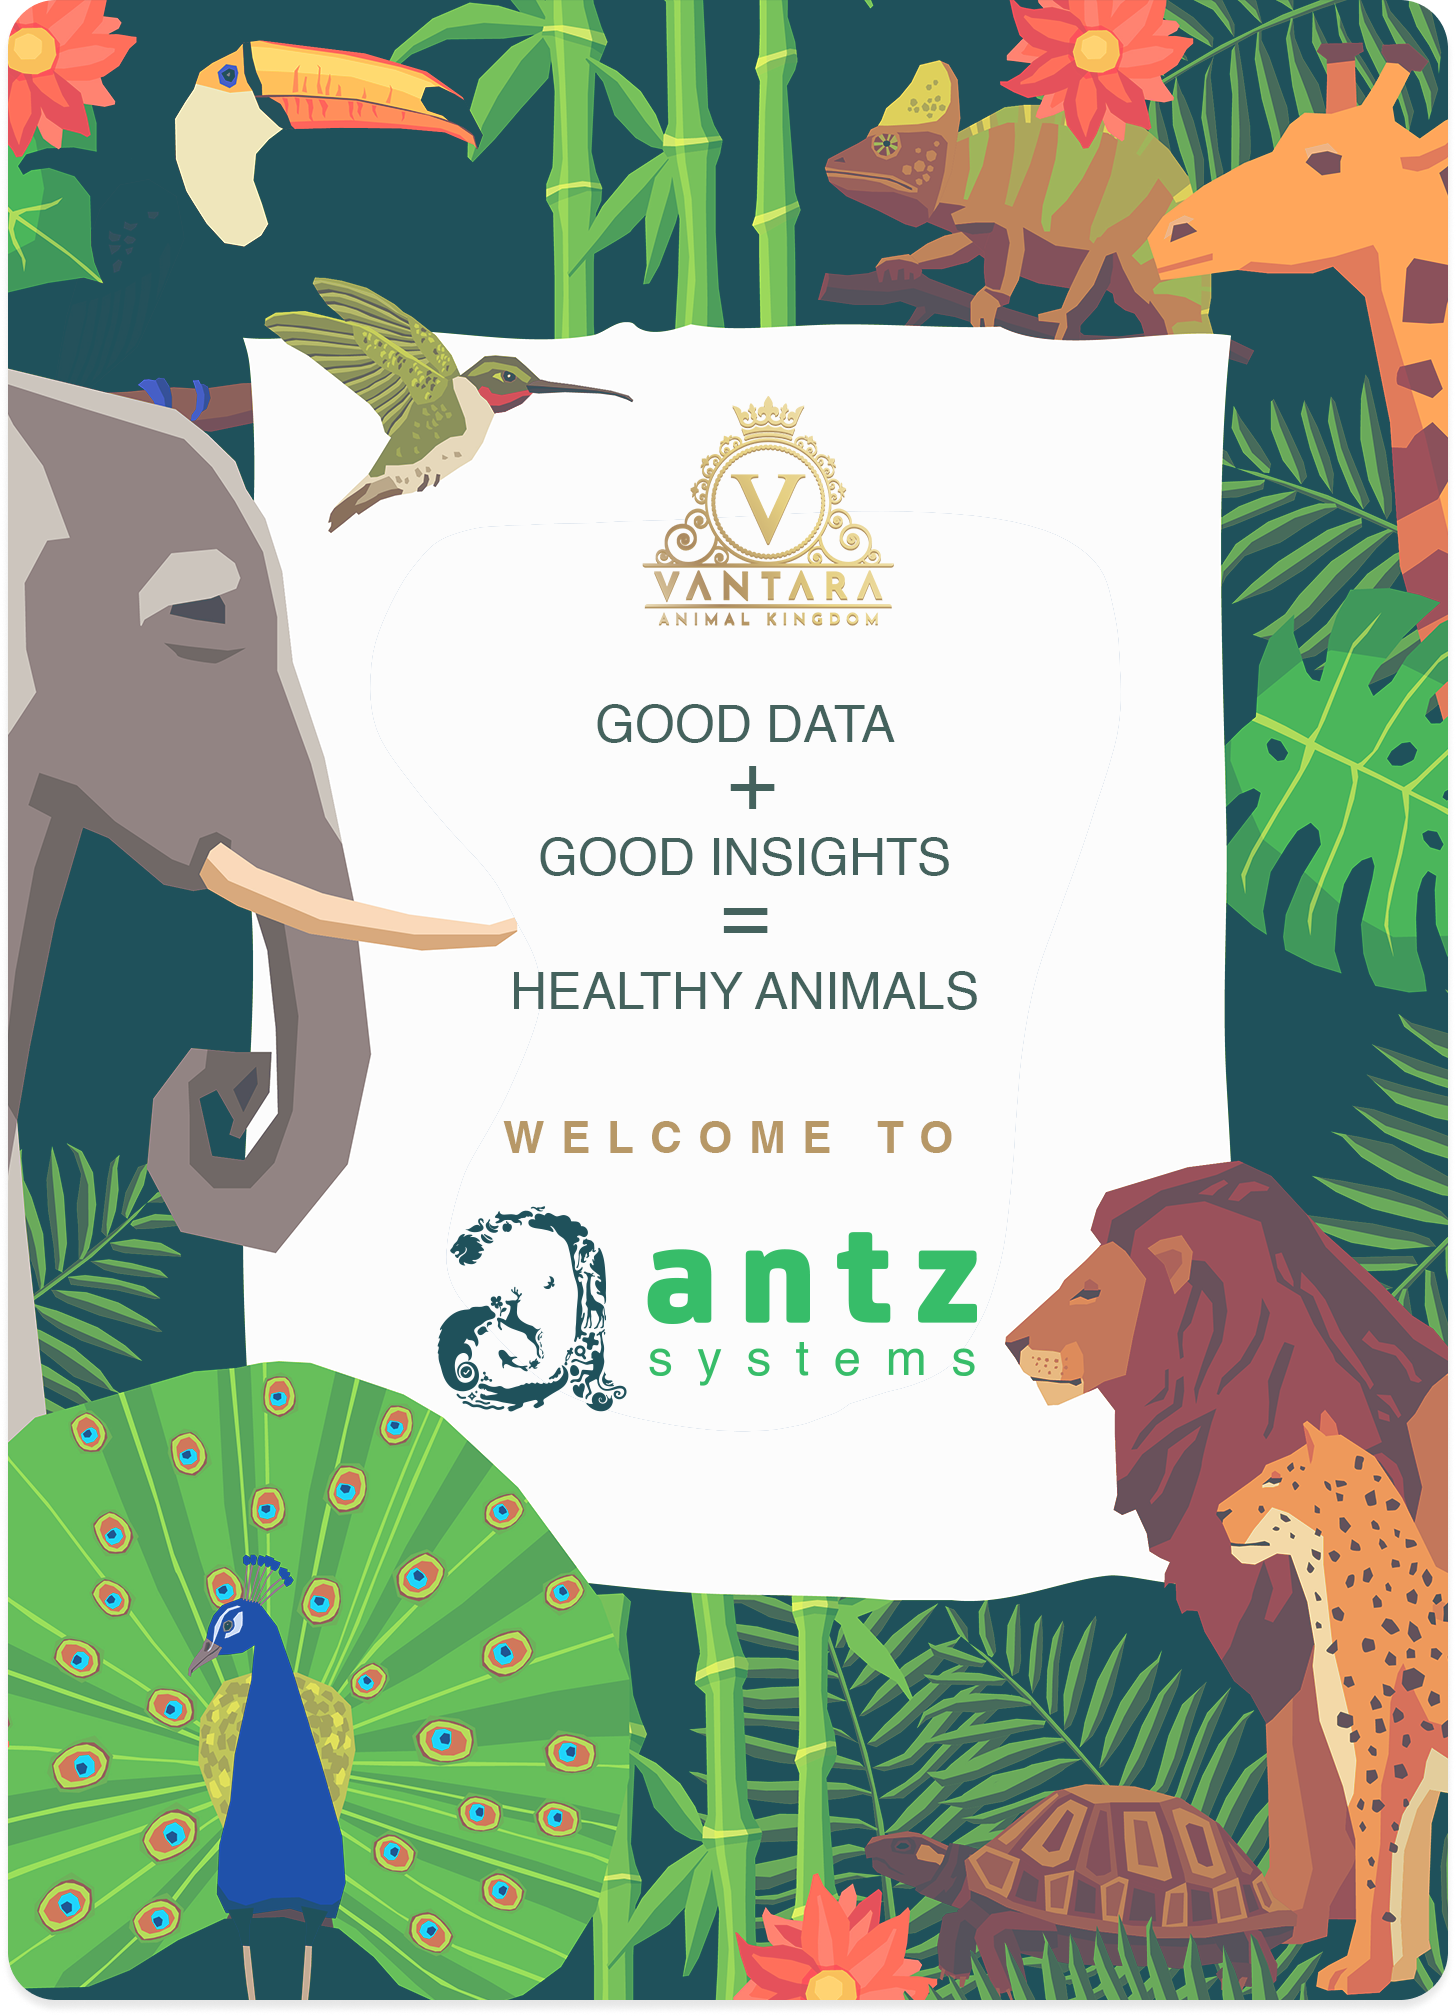 V
VANTARA
ANIMAL KINGDOM
GOOD DATA
+
GOOD INSIGHTS
=
HEALTHY ANIMALS
WELCOME TO
a antz
systems